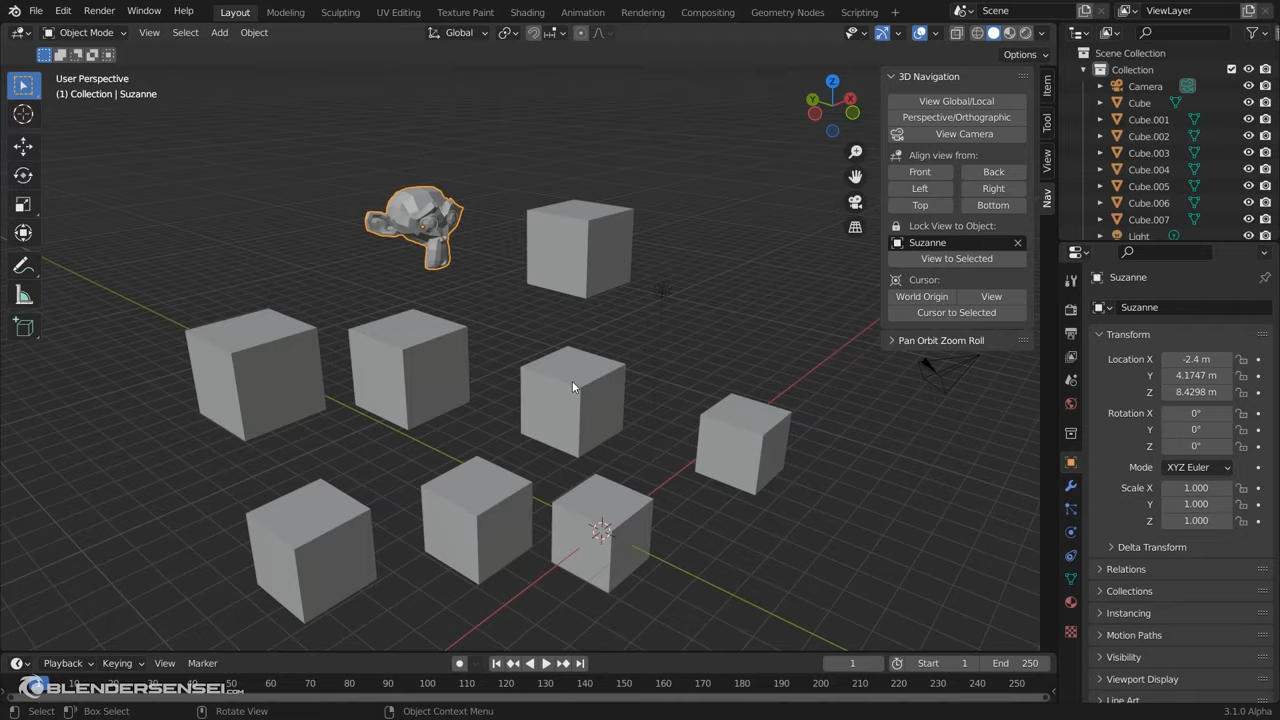 File Edit Render Window Help Layout Modeling Sculpting UV Editing Texture Paint Shading Animation Rendering Compositing Geometry Nodes Scripting + Scene ViewLayer
Object Mode View Select Add Object Global
Options
User Perspective
(1) Collection | Suzanne
Z
Y
X
3D Navigation
View Global/Local
Perspective/Orthographic
View Camera
Align view from:
Front Back
Left Right
Top Bottom
Lock View to Object:
Suzanne
View to Selected
Cursor:
World Origin View
Cursor to Selected
Pan Orbit Zoom Roll
Item
Tool
View
Nav
Scene Collection
Collection
Camera
Cube
Cube.001
Cube.002
Cube.003
Cube.004
Cube.005
Cube.006
Cube.007
Light
Suzanne
Suzanne
Transform
Location X -2.4 m
Y 4.1747 m
Z 8.4298 m
Rotation X 0°
Y 0°
Z 0°
Mode XYZ Euler
Scale X 1.000
Y 1.000
Z 1.000
Delta Transform
Relations
Collections
Instancing
Motion Paths
Visibility
Viewport Display
Line Art
Playback Keying View Marker 1 Start 1 End 250
10 20 30 40 50 60 70 80 90 100 110 120 130 140 150 160 170 180 190 200 210 220 230 240 250
BLENDERSENSEI.COM
Select Box Select Rotate View Object Context Menu 3.1.0 Alpha